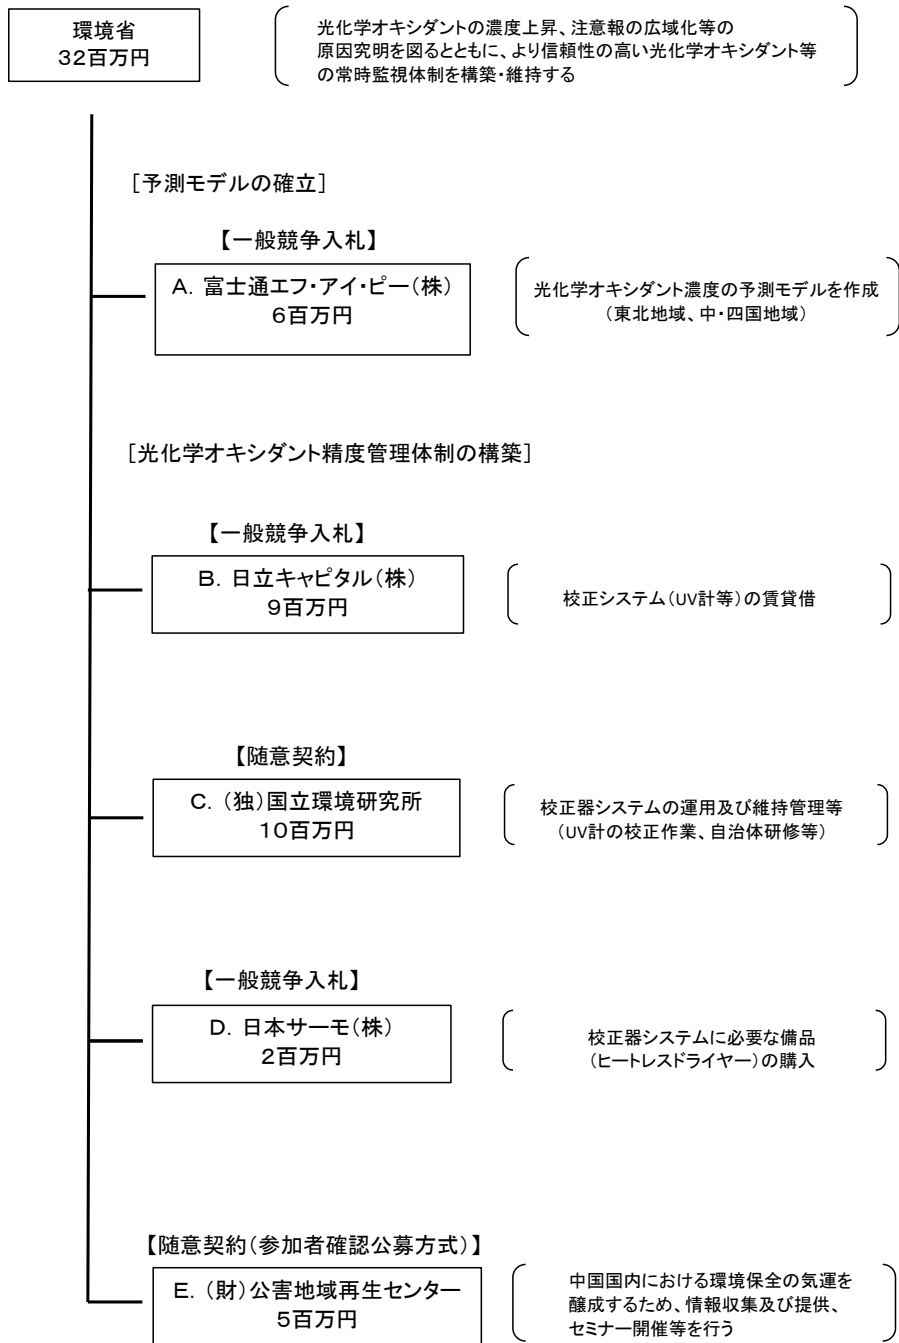 環境省
32百万円
光化学オキシダントの濃度上昇、注意報の広域化等の
原因究明を図るとともに、より信頼性の高い光化学オキシダント等
の常時監視体制を構築・維持する
［予測モデルの確立］
【一般競争入札】
A．富士通エフ・アイ・ピー（株）
6百万円
光化学オキシダント濃度の予測モデルを作成
（東北地域、中・四国地域）
［光化学オキシダント精度管理体制の構築］
【一般競争入札】
B．日立キャピタル（株）
9百万円
校正システム（UV計等）の賃貸借
【随意契約】
C．（独）国立環境研究所
10百万円
校正器システムの運用及び維持管理等
（UV計の校正作業、自治体研修等）
【一般競争入札】
D．日本サーモ（株）
2百万円
校正器システムに必要な備品
（ヒートレスドライヤー）の購入
【随意契約（参加者確認公募方式）】
E．（財）公害地域再生センター
5百万円
中国国内における環境保全の気運を
醸成するため、情報収集及び提供、
セミナー開催等を行う